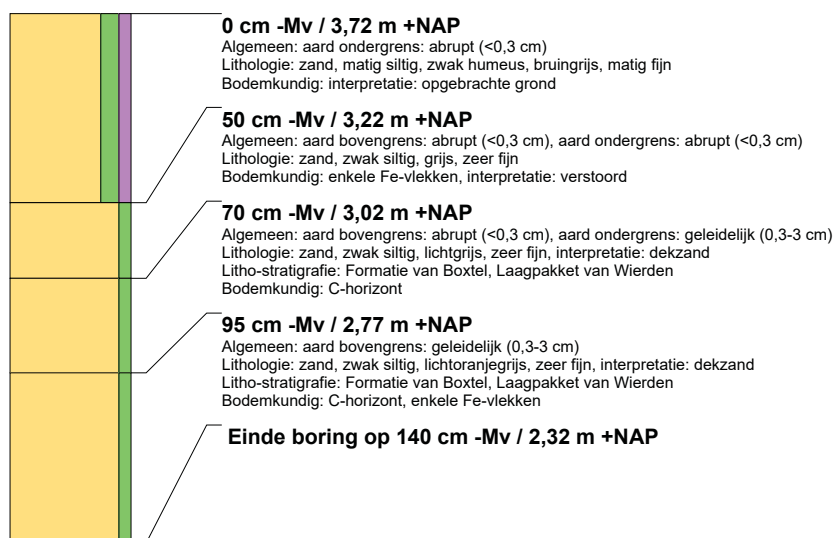 0 cm -Mv / 3,72 m +NAP
Algemeen: aard ondergrens: abrupt (<0,3 cm)
Lithologie: zand, matig siltig, zwak humeus, bruingrijs, matig fijn
Bodemkundig: interpretatie: opgebrachte grond
50 cm -Mv / 3,22 m +NAP
Algemeen: aard bovengrens: abrupt (<0,3 cm), aard ondergrens: abrupt (<0,3 cm)
Lithologie: zand, zwak siltig, grijs, zeer fijn
Bodemkundig: enkele Fe-vlekken, interpretatie: verstoord
70 cm -Mv / 3,02 m +NAP
Algemeen: aard bovengrens: abrupt (<0,3 cm), aard ondergrens: geleidelijk (0,3-3 cm)
Lithologie: zand, zwak siltig, lichtgrijs, zeer fijn, interpretatie: dekzand
Litho-stratigrafie: Formatie van Boxtel, Laagpakket van Wierden
Bodemkundig: C-horizont
95 cm -Mv / 2,77 m +NAP
Algemeen: aard bovengrens: geleidelijk (0,3-3 cm)
Lithologie: zand, zwak siltig, lichtoranjegrijs, zeer fijn, interpretatie: dekzand
Litho-stratigrafie: Formatie van Boxtel, Laagpakket van Wierden
Bodemkundig: C-horizont, enkele Fe-vlekken
Einde boring op 140 cm -Mv / 2,32 m +NAP